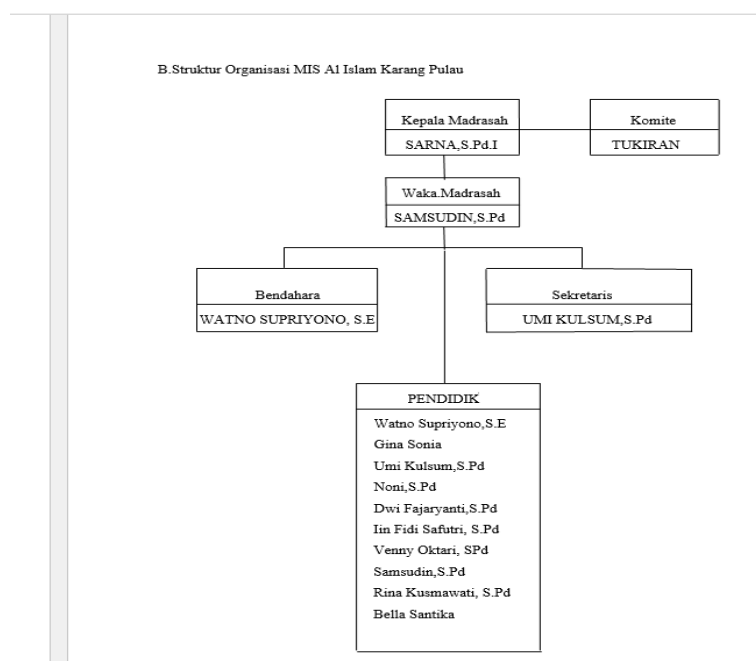 B.Struktur Organisasi MIS Al Islam Karang Pulau
Kepala Madrasah
SARNA,S.Pd.I
Komite
TUKIRAN
Waka.Madrasah
SAMSUDIN,S.Pd
Bendahara
WATNO SUPRIYONO, S.E
Sekretaris
UMI KULSUM,S.Pd
PENDIDIK
Watno Supriyono,S.E
Gina Sonia
Umi Kulsum,S.Pd
Noni,S.Pd
Dwi Fajaryanti,S.Pd
Iin Fidi Safutri, S.Pd
Venny Oktari, SPd
Samsudin,S.Pd
Rina Kusmawati, S.Pd
Bella Santika